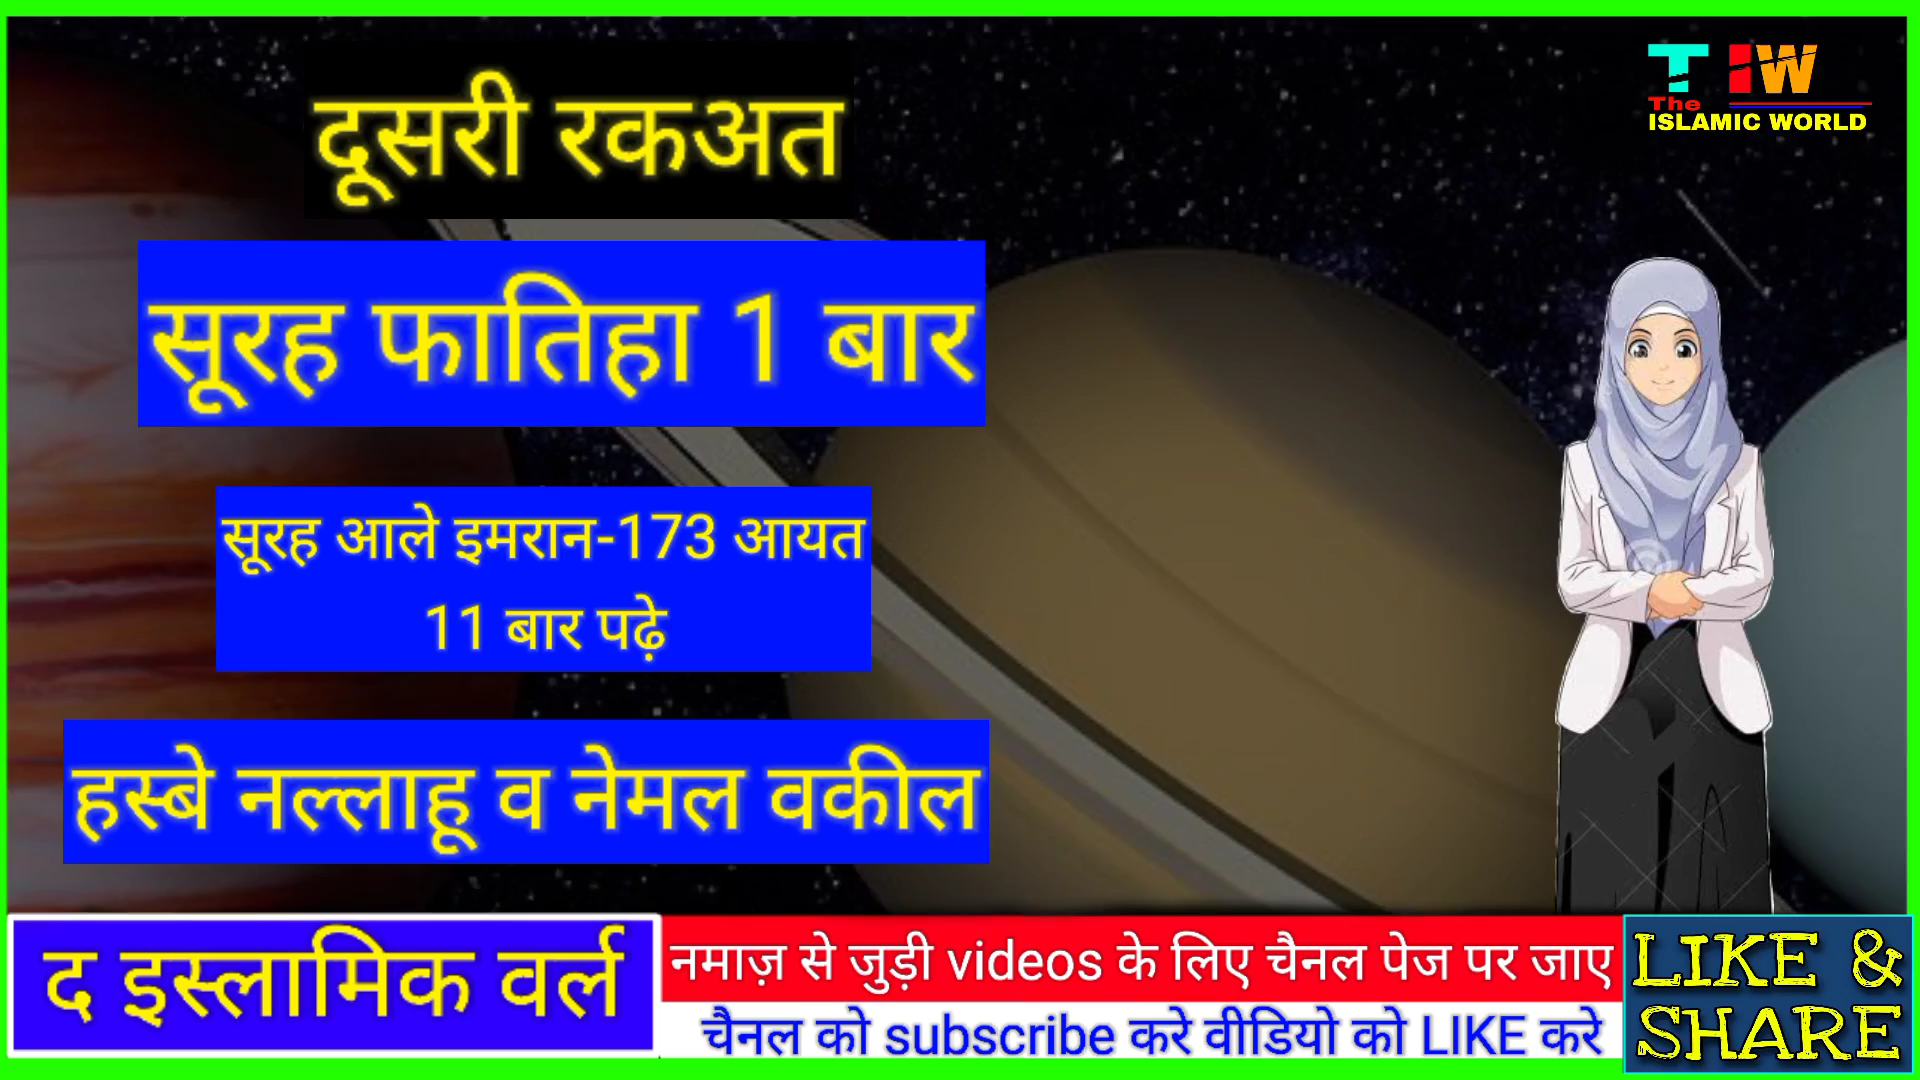 दूसरी रकअत
TIW
The
ISLAMIC WORLD
सूरह फातिहा 1 बार
सूरह आले इमरान-173 आयत
11 बार पढ़े
हस्बे नल्लाहू व नेमल वकील
द इस्लामिक वर्ल
नमाज़ से जुड़ी videos के लिए चैनल पेज पर जाए
चैनल को subscribe करे वीडियो को LIKE करे
LIKE &
SHARE